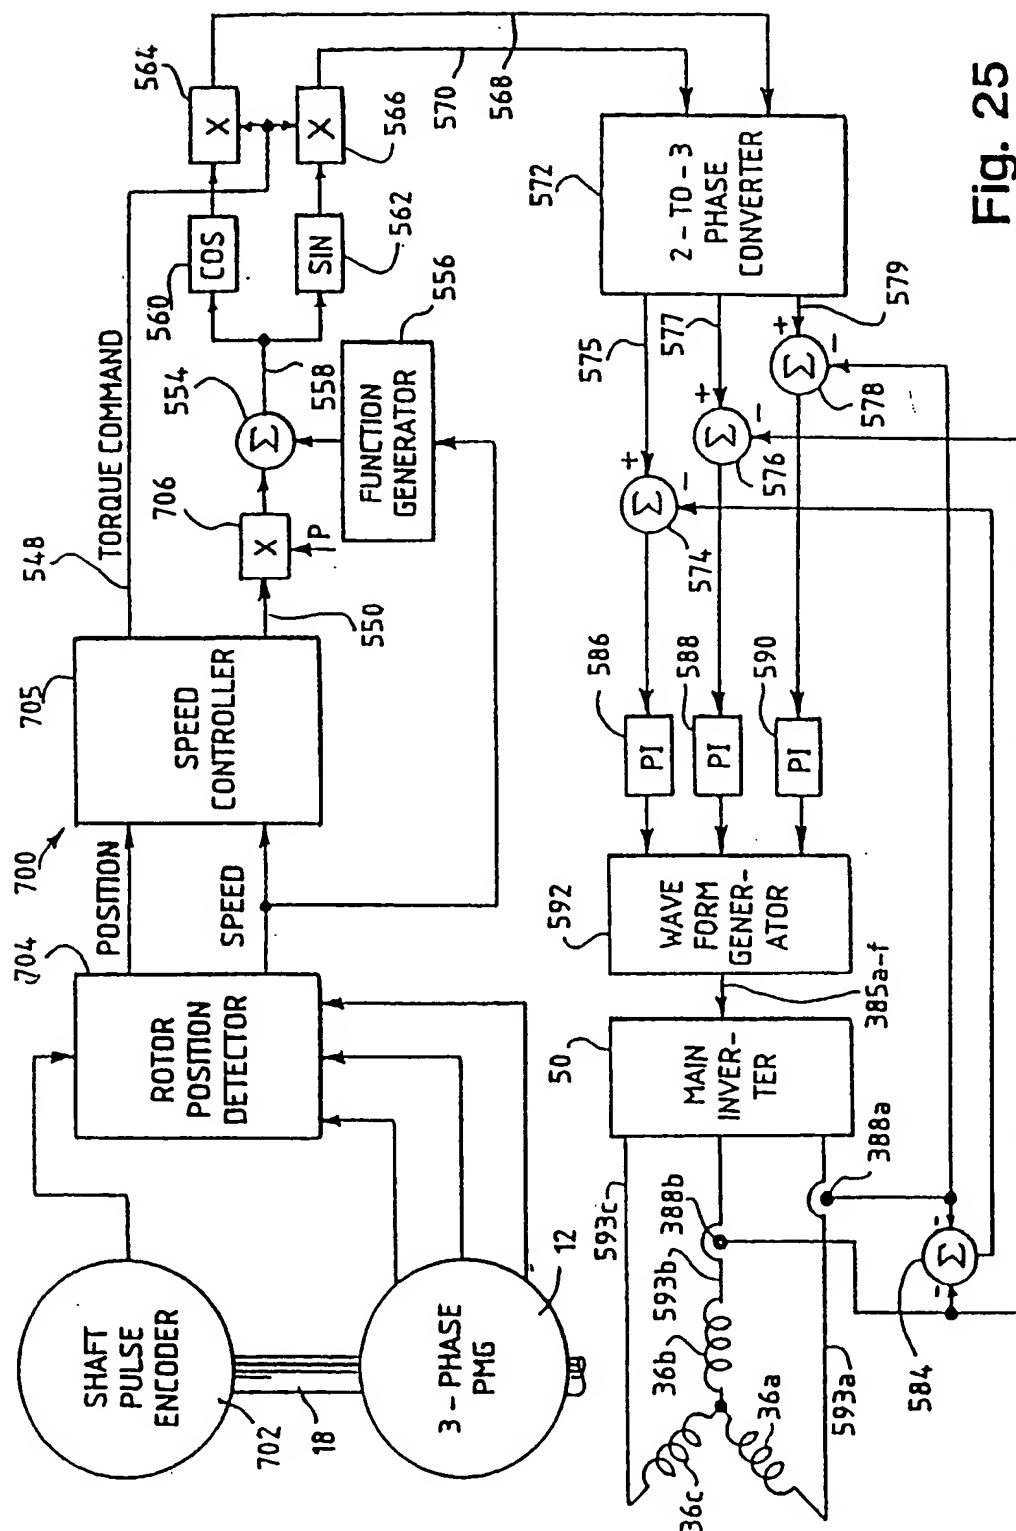 700
704
POSITION
SPEED
ROTOR
POSITION
DETECTOR
SHAFT
PULSE
ENCODER
702
18
3-PHASE
PMG
12
705
SPEED
CONTROLLER
548
TORQUE COMMAND
550
706
X
P
554
Σ
558
FUNCTION
GENERATOR
556
560
COS
SIN
562
564
X
X
566
570
568
572
2-TO-3
PHASE
CONVERTER
575
577
579
+
-
Σ
574
+
-
Σ
576
+
-
Σ
578
586
PI
588
PI
590
PI
592
WAVE
FORM
GENER-
ATOR
385a-f
50
MAIN
INVER-
TER
593c
593b
388b
388a
36b
36a
36c
593a
-
-
Σ
584
Fig. 25